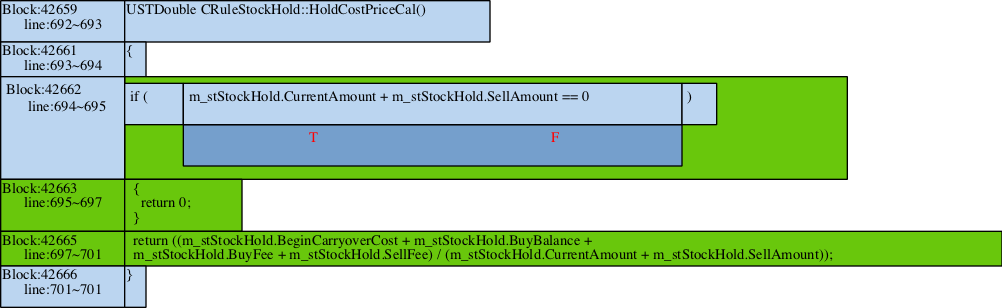 Block:42659 USTDouble CRuleStockHold::HoldCostPriceCal()
line:692~693
Block:42661 {
line:693~694
Block:42662 if ( m_stStockHold.CurrentAmount + m_stStockHold.SellAmount == 0 )
line:694~695
T F
Block:42663 {
line:695~697 return 0;
}
Block:42665 return ((m_stStockHold.BeginCarryoverCost + m_stStockHold.BuyBalance +
line:697~701 m_stStockHold.BuyFee + m_stStockHold.SellFee) / (m_stStockHold.CurrentAmount + m_stStockHold.SellAmount));
Block:42666 }
line:701~701